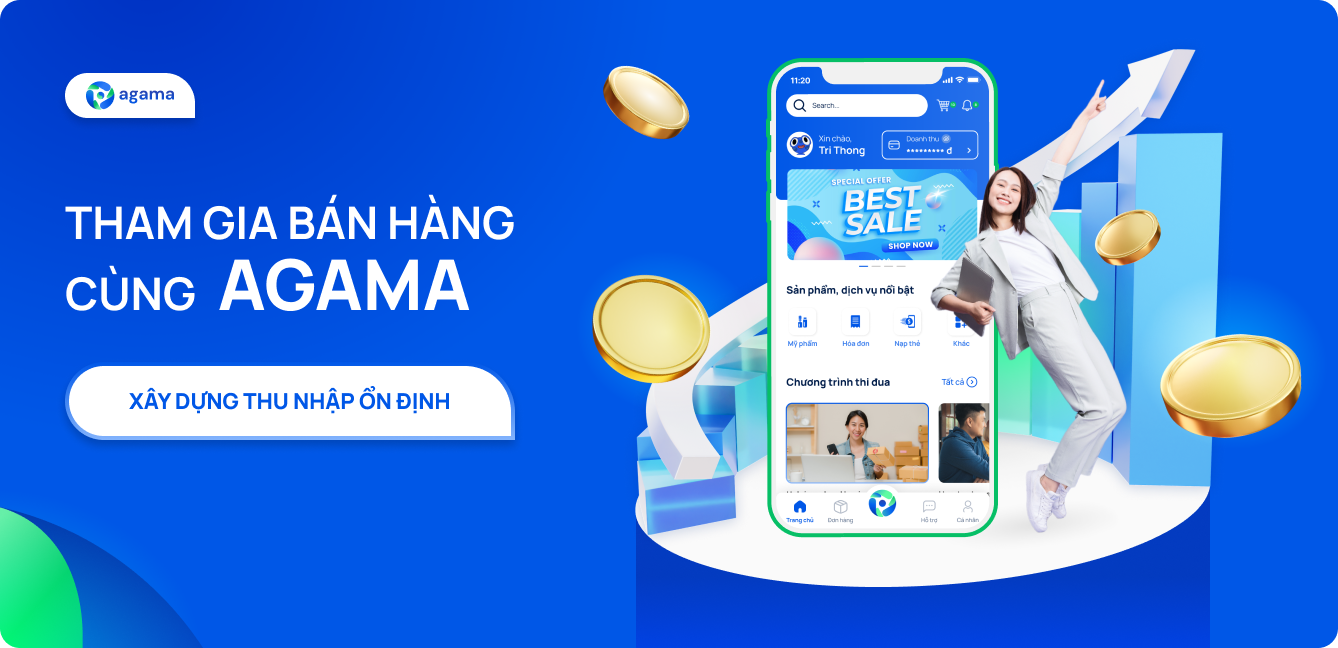 agama
THAM GIA BÁN HÀNG
CÙNG AGAMA
XÂY DỰNG THU NHẬP ỔN ĐỊNH
11:20
Search...
Xin chào,
Tri Thong
Doanh thu
********* đ
SPECIAL OFFER
BEST
SALE
SHOP NOW
Sản phẩm, dịch vụ nổi bật
Mỹ phẩm
Hóa đơn
Nạp thẻ
Khác
Chương trình thi đua
Tất cả
Trang chủ
Đơn hàng
Hỗ trợ
Cá nhân